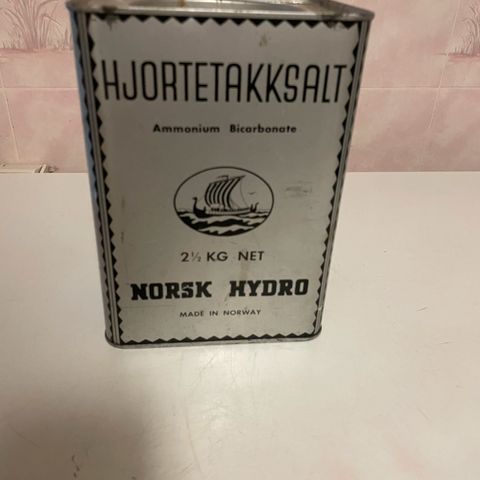 HJORTETAKKSALT
Ammonium Bicarbonate
2½ KG NET
NORSK HYDRO
MADE IN NORWAY